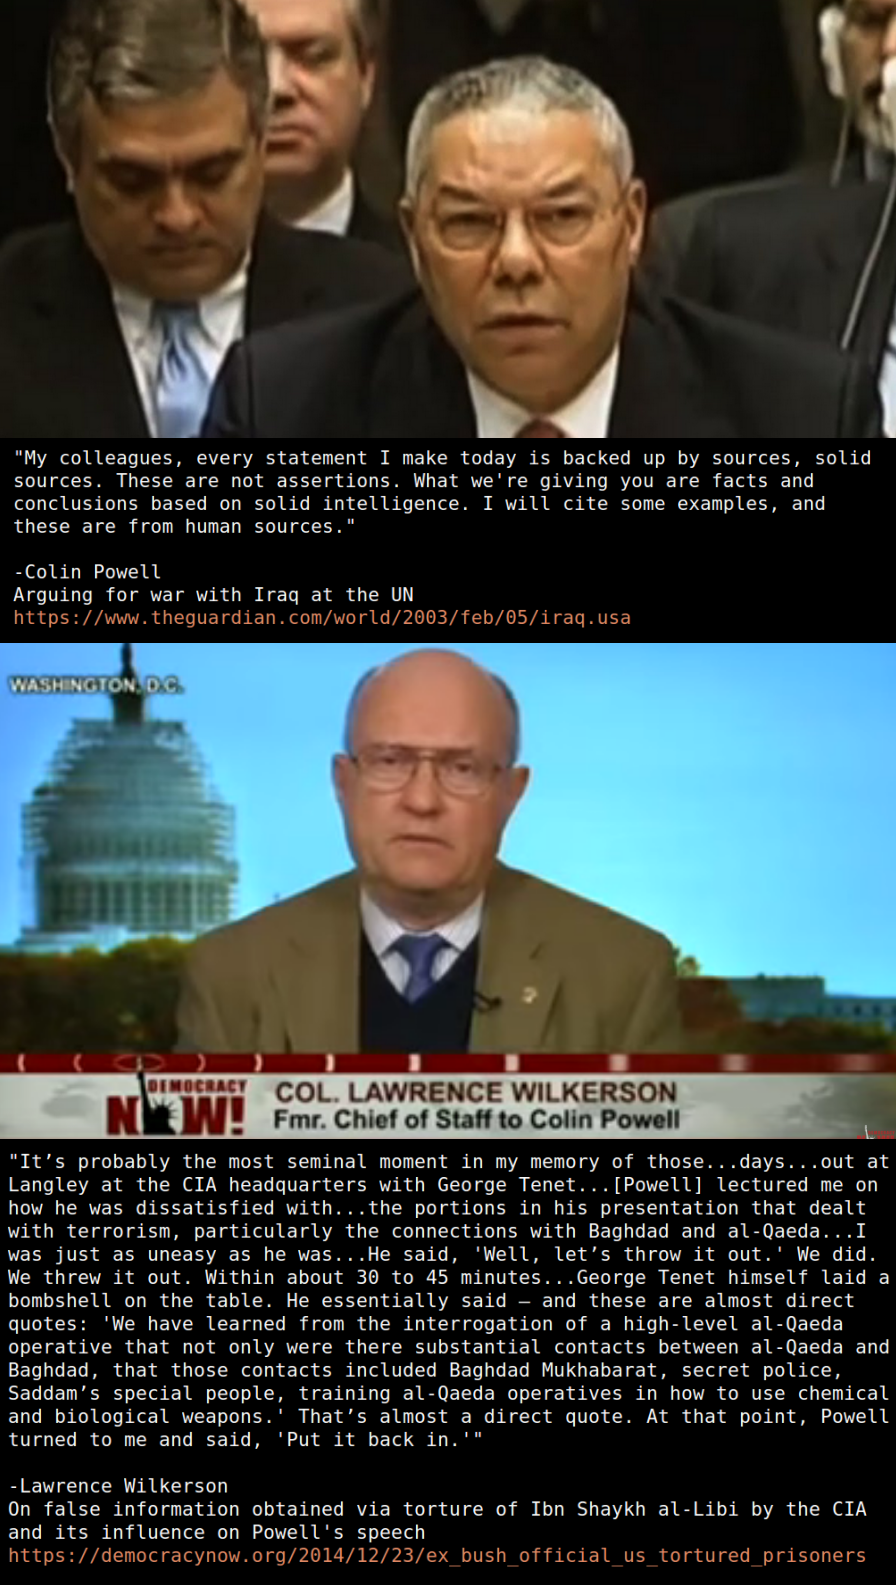 "My colleagues, every statement I make today is backed up by sources, solid
sources. These are not assertions. What we're giving you are facts and
conclusions based on solid intelligence. I will cite some examples, and
these are from human sources."
-Colin Powell
Arguing for war with Iraq at the UN
https://www.theguardian.com/world/2003/feb/05/iraq.usa
WASHINGTON, D.C.
DEMOCRACY
NOW!
COL. LAWRENCE WILKERSON
Fmr. Chief of Staff to Colin Powell
"It’s probably the most seminal moment in my memory of those...days...out at
Langley at the CIA headquarters with George Tenet...[Powell] lectured me on
how he was dissatisfied with...the portions in his presentation that dealt
with terrorism, particularly the connections with Baghdad and al-Qaeda...I
was just as uneasy as he was...He said, 'Well, let’s throw it out.' We did.
We threw it out. Within about 30 to 45 minutes...George Tenet himself laid a
bombshell on the table. He essentially said — and these are almost direct
quotes: 'We have learned from the interrogation of a high-level al-Qaeda
operative that not only were there substantial contacts between al-Qaeda and
Baghdad, that those contacts included Baghdad Mukhabarat, secret police,
Saddam’s special people, training al-Qaeda operatives in how to use chemical
and biological weapons.' That’s almost a direct quote. At that point, Powell
turned to me and said, 'Put it back in.'"
-Lawrence Wilkerson
On false information obtained via torture of Ibn Shaykh al-Libi by the CIA
and its influence on Powell's speech
https://democracynow.org/2014/12/23/ex_bush_official_us_tortured_prisoners